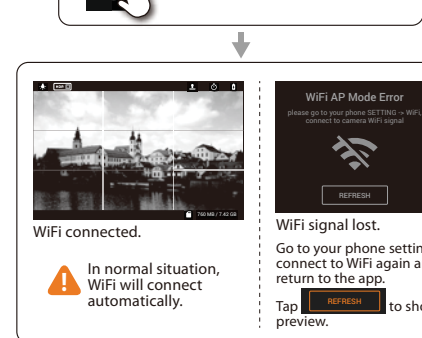 HDR
760 MB / 7.42 GB
WiFi connected.
In normal situation,
WiFi will connect
automatically.
WiFi AP Mode Error
please go to your phone SETTING -> WiFi,
connect to camera WiFi signal
REFRESH
WiFi signal lost.
Go to your phone settin
connect to WiFi again a
return to the app.
Tap REFRESH to sho
preview.